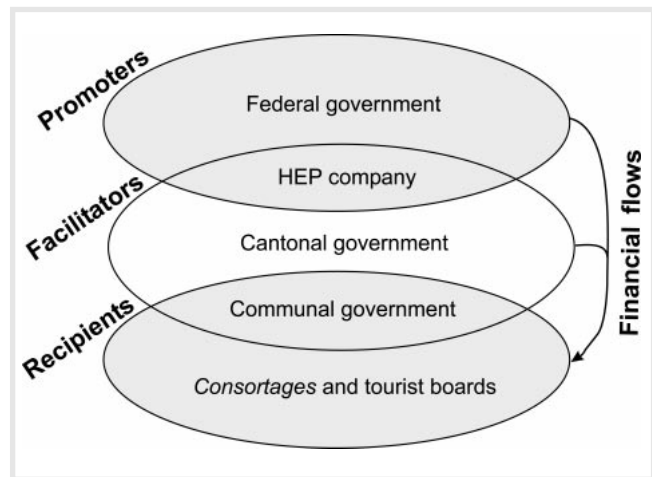 Promoters
Federal government
HEP company
Facilitators
Cantonal government
Communal government
Recipients
Consortages and tourist boards
Financial flows